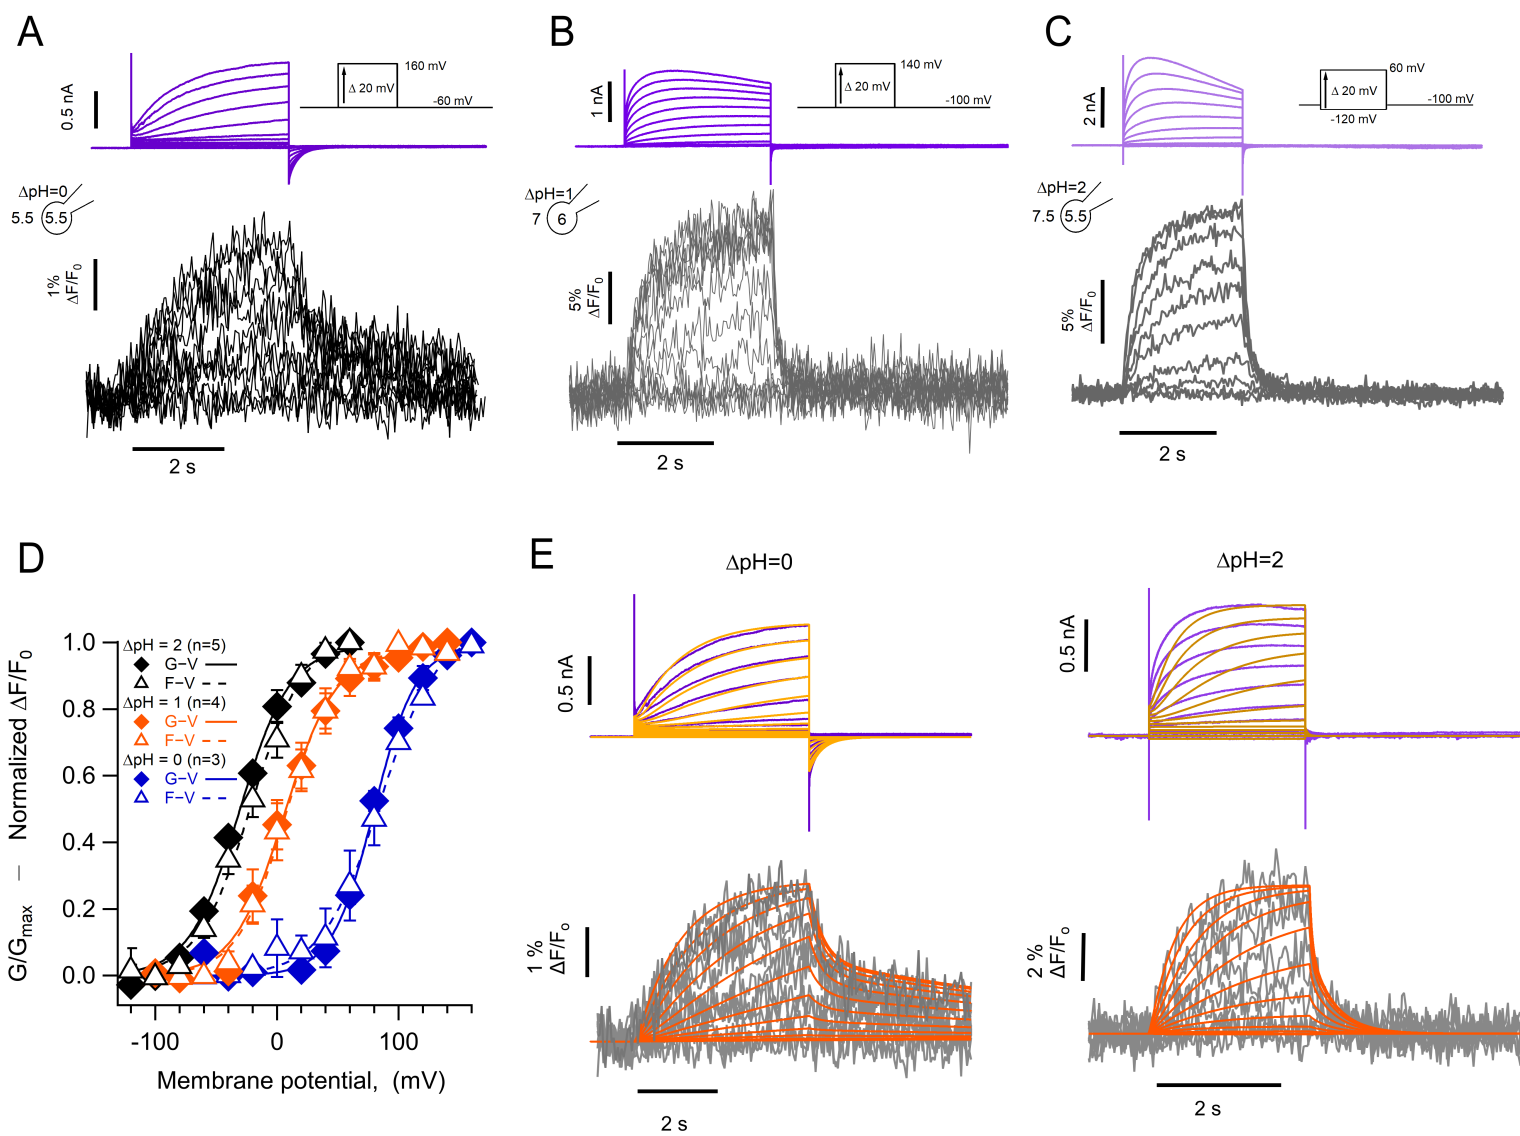 A
0.5 nA
160 mV
Δ 20 mV
-60 mV
ΔpH=0
5.5 5.5
1%
ΔF/F0
2 s
B
1 nA
140 mV
Δ 20 mV
-100 mV
ΔpH=1
7 6
5%
ΔF/F0
2 s
C
2 nA
60 mV
Δ 20 mV
-100 mV
-120 mV
ΔpH=2
7.5 5.5
5%
ΔF/F0
2 s
D
G/Gmax — Normalized ΔF/F0
1.0
0.8
0.6
0.4
0.2
0.0
ΔpH = 2 (n=5)
G−V
F−V
ΔpH = 1 (n=4)
G−V
F−V
ΔpH = 0 (n=3)
G−V
F−V
-100 0 100
Membrane potential, (mV)
E
ΔpH=0
0.5 nA
1 %
ΔF/Fo
2 s
ΔpH=2
0.5 nA
2 %
ΔF/Fo
2 s